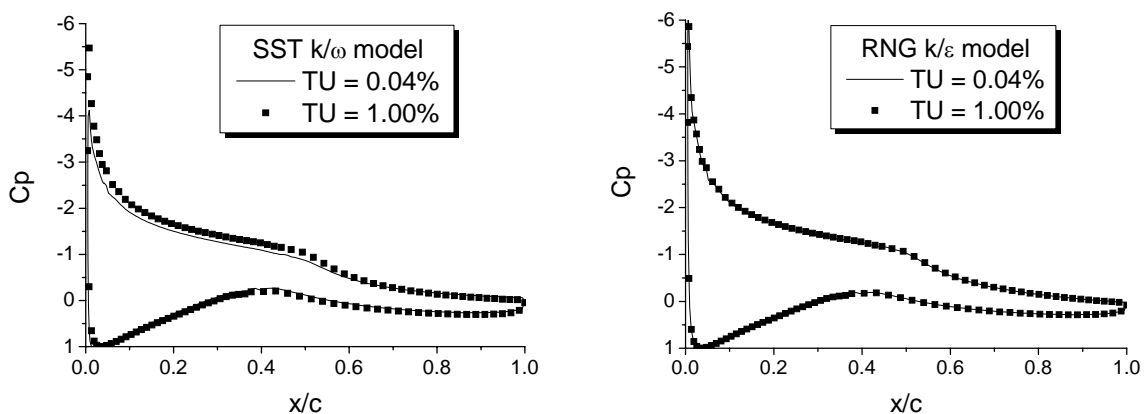 SST k/ω model
TU = 0.04%
TU = 1.00%
-6
-5
-4
-3
-2
-1
0
1
Cp
0.0 0.2 0.4 0.6 0.8 1.0
x/c
RNG k/ε model
TU = 0.04%
TU = 1.00%
-6
-5
-4
-3
-2
-1
0
1
Cp
0.0 0.2 0.4 0.6 0.8 1.0
x/c